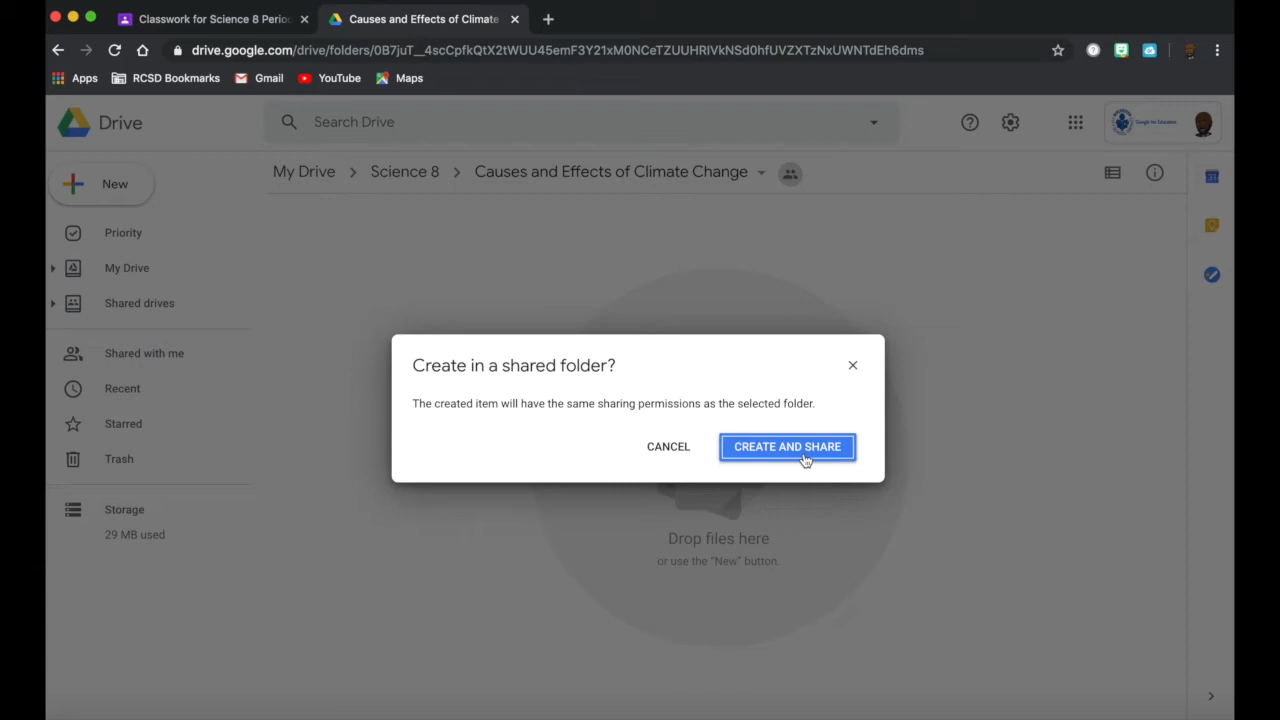 Classwork for Science 8 Perio
Causes and Effects of Climate
drive.google.com/drive/folders/0B7juT__4scCpfkQtX2tWUU45emF3Y21xM0NCeTZUUHRIVkNSd0hfUVZXTzNxUWNTdEh6dms
Apps RCSD Bookmarks Gmail YouTube Maps
Drive
Search Drive
Google for Education
New
My Drive > Science 8 > Causes and Effects of Climate Change
Priority
My Drive
Shared drives
Shared with me
Recent
Starred
Trash
Storage
29 MB used
Create in a shared folder?
The created item will have the same sharing permissions as the selected folder.
CANCEL CREATE AND SHARE
Drop files here
or use the “New” button.